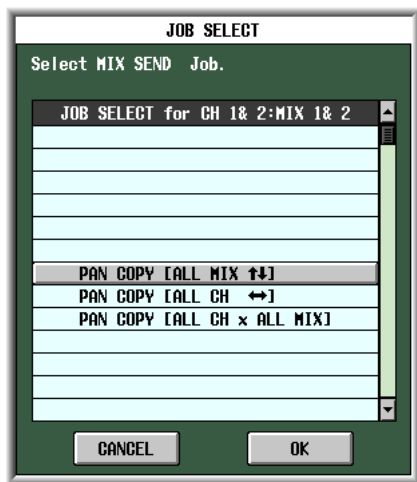 JOB SELECT
Select MIX SEND Job.
JOB SELECT for CH 1& 2:MIX 1& 2
PAN COPY [ALL MIX ⬆⬇]
PAN COPY [ALL CH ↔]
PAN COPY [ALL CH x ALL MIX]
CANCEL OK